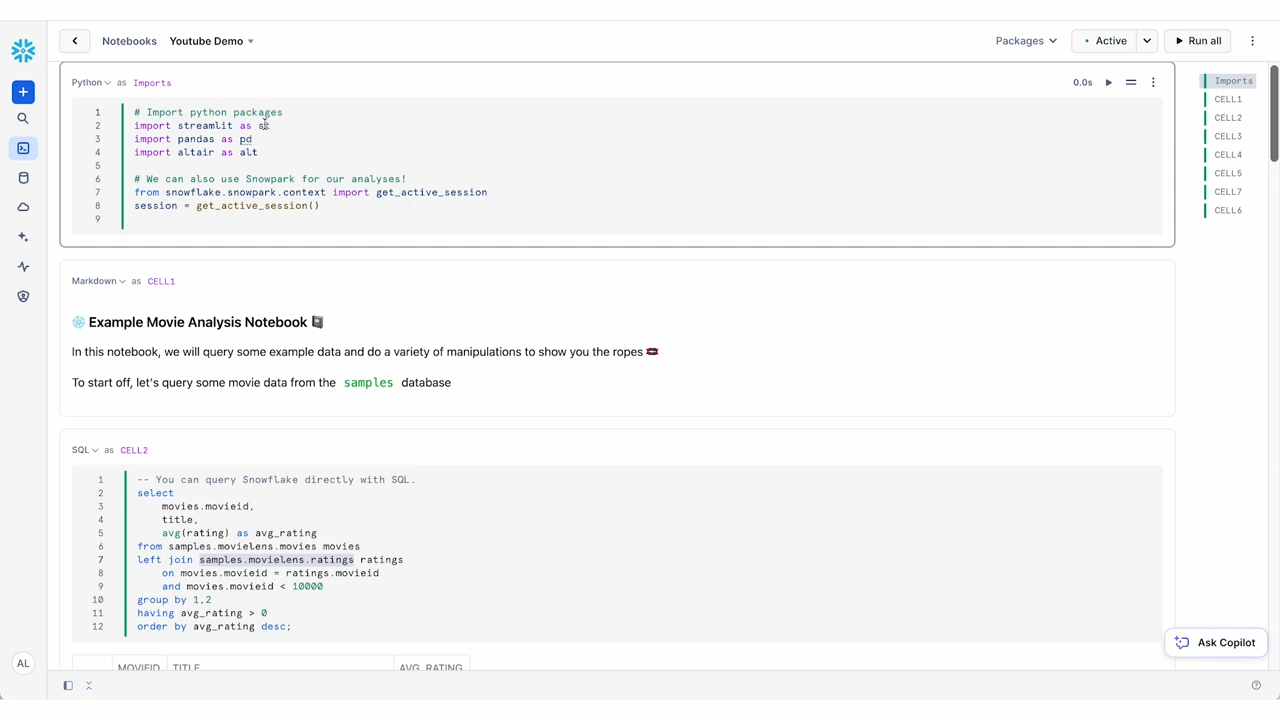 Notebooks Youtube Demo
Packages
Active
Run all
Python as Imports
0.0s
1 # Import python packages
2 import streamlit as st
3 import pandas as pd
4 import altair as alt
5
6 # We can also use Snowpark for our analyses!
7 from snowflake.snowpark.context import get_active_session
8 session = get_active_session()
9
Imports
CELL1
CELL2
CELL3
CELL4
CELL5
CELL7
CELL6
Markdown as CELL1
Example Movie Analysis Notebook
In this notebook, we will query some example data and do a variety of manipulations to show you the ropes
To start off, let's query some movie data from the samples database
SQL as CELL2
1 -- You can query Snowflake directly with SQL.
2 select
3 movies.movieid,
4 title,
5 avg(rating) as avg_rating
6 from samples.movielens.movies movies
7 left join samples.movielens.ratings ratings
8 on movies.movieid = ratings.movieid
9 and movies.movieid < 10000
10 group by 1,2
11 having avg_rating > 0
12 order by avg_rating desc;
MOVIEID TITLE AVG_RATING
Ask Copilot
AL